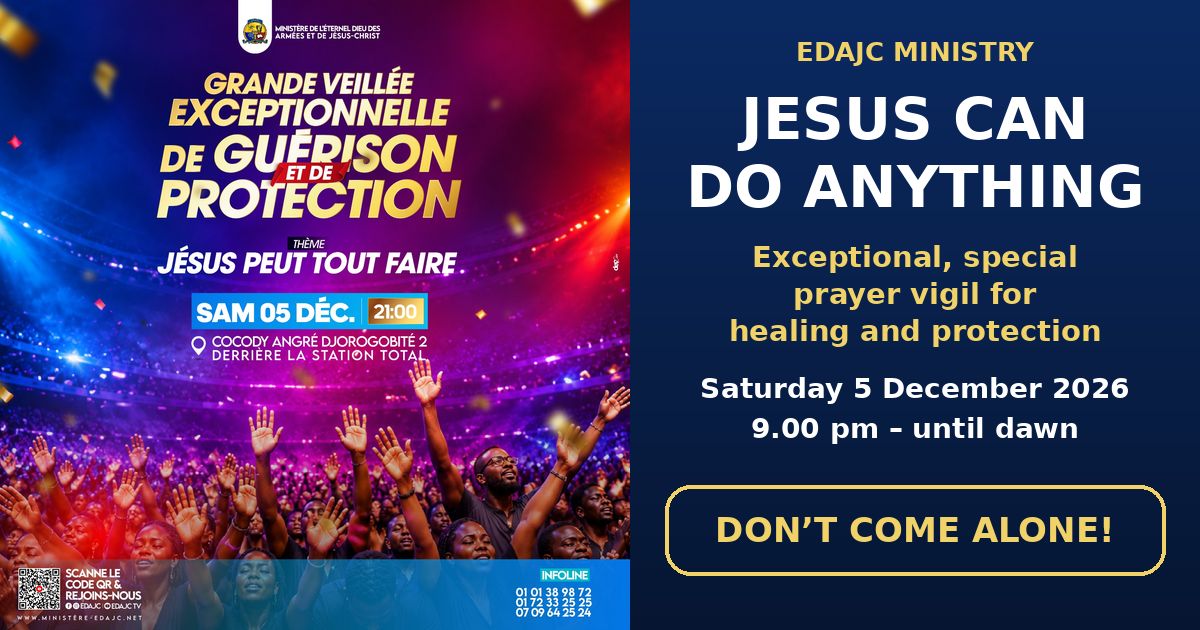 MINISTÈRE DE L'ÉTERNEL DIEU DES
ARMÉES ET DE JÉSUS-CHRIST
GRANDE VEILLÉE
EXCEPTIONNELLE
DE GUÉRISON
ET DE
PROTECTION
THÈME
JÉSUS PEUT TOUT FAIRE
SAM 05 DÉC. 21:00
COCODY ANGRÉ DJOROGOBITÉ 2
DERRIÈRE LA STATION TOTAL
SCANNE LE
CODE QR &
REJOINS-NOUS
EDAJC EDAJC TV
WWW.MINISTÈRE-EDAJC.NET
INFOLINE
01 01 38 98 72
01 72 33 25 25
07 09 64 25 24
EDAJC MINISTRY
JESUS CAN
DO ANYTHING
Exceptional, special
prayer vigil for
healing and protection
Saturday 5 December 2026
9.00 pm – until dawn
DON’T COME ALONE!